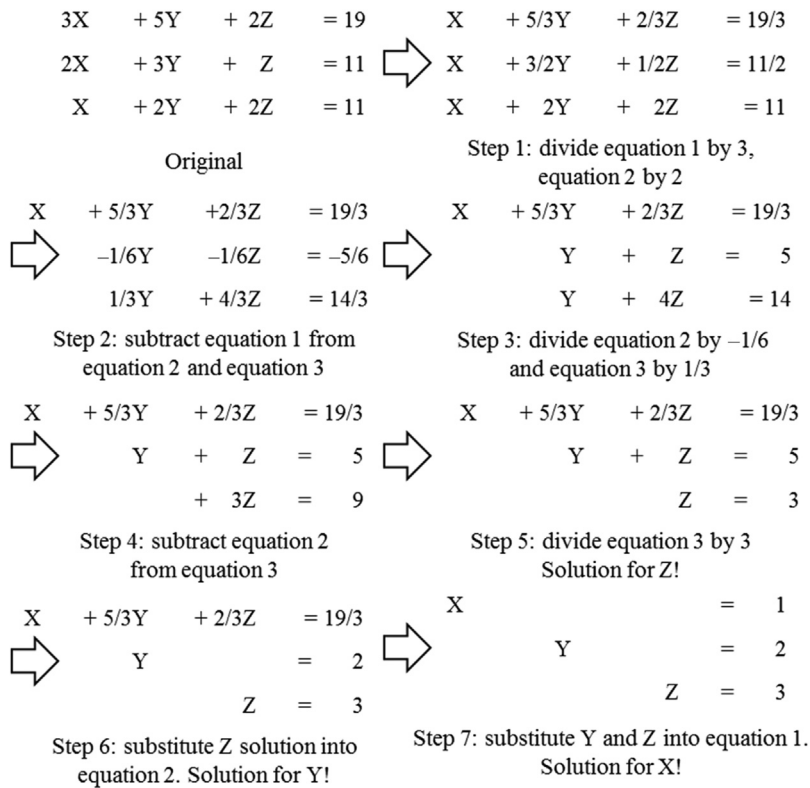 3X + 5Y + 2Z = 19
2X + 3Y + Z = 11
X + 2Y + 2Z = 11
Original
X + 5/3Y + 2/3Z = 19/3
X + 3/2Y + 1/2Z = 11/2
X + 2Y + 2Z = 11
Step 1: divide equation 1 by 3,
equation 2 by 2
X + 5/3Y +2/3Z = 19/3
–1/6Y –1/6Z = –5/6
1/3Y + 4/3Z = 14/3
Step 2: subtract equation 1 from
equation 2 and equation 3
X + 5/3Y + 2/3Z = 19/3
Y + Z = 5
Y + 4Z = 14
Step 3: divide equation 2 by –1/6
and equation 3 by 1/3
X + 5/3Y + 2/3Z = 19/3
Y + Z = 5
+ 3Z = 9
Step 4: subtract equation 2
from equation 3
X + 5/3Y + 2/3Z = 19/3
Y + Z = 5
Z = 3
Step 5: divide equation 3 by 3
Solution for Z!
X + 5/3Y + 2/3Z = 19/3
Y = 2
Z = 3
Step 6: substitute Z solution into
equation 2. Solution for Y!
X = 1
Y = 2
Z = 3
Step 7: substitute Y and Z into equation 1.
Solution for X!